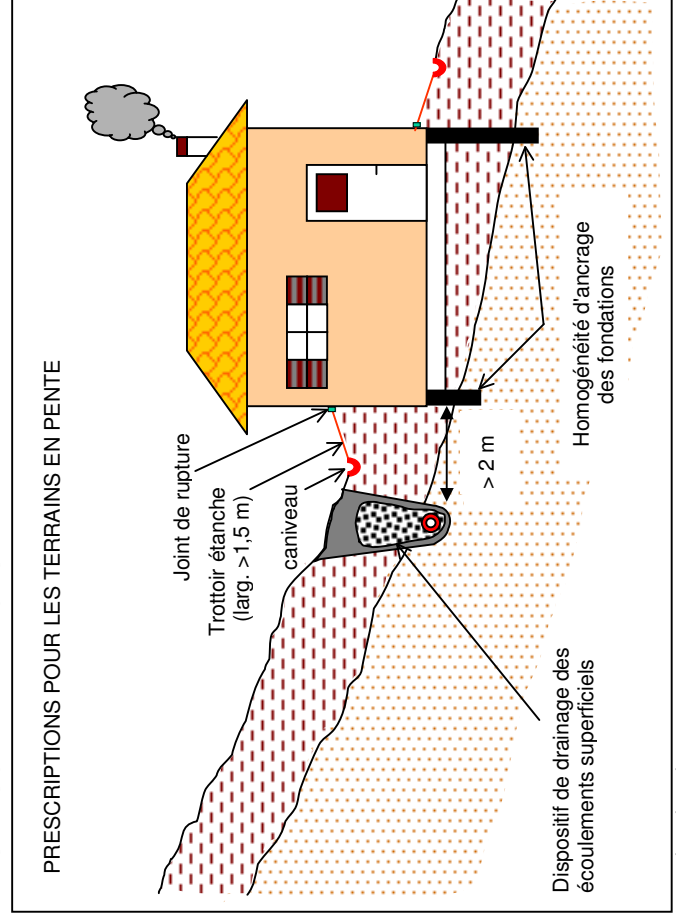 PRESCRIPTIONS POUR LES TERRAINS EN PENTE
Joint de rupture
Trottoir étanche
(larg. >1,5 m)
caniveau
> 2 m
Homogénéité d'ancrage
des fondations
Dispositif de drainage des
écoulements superficiels